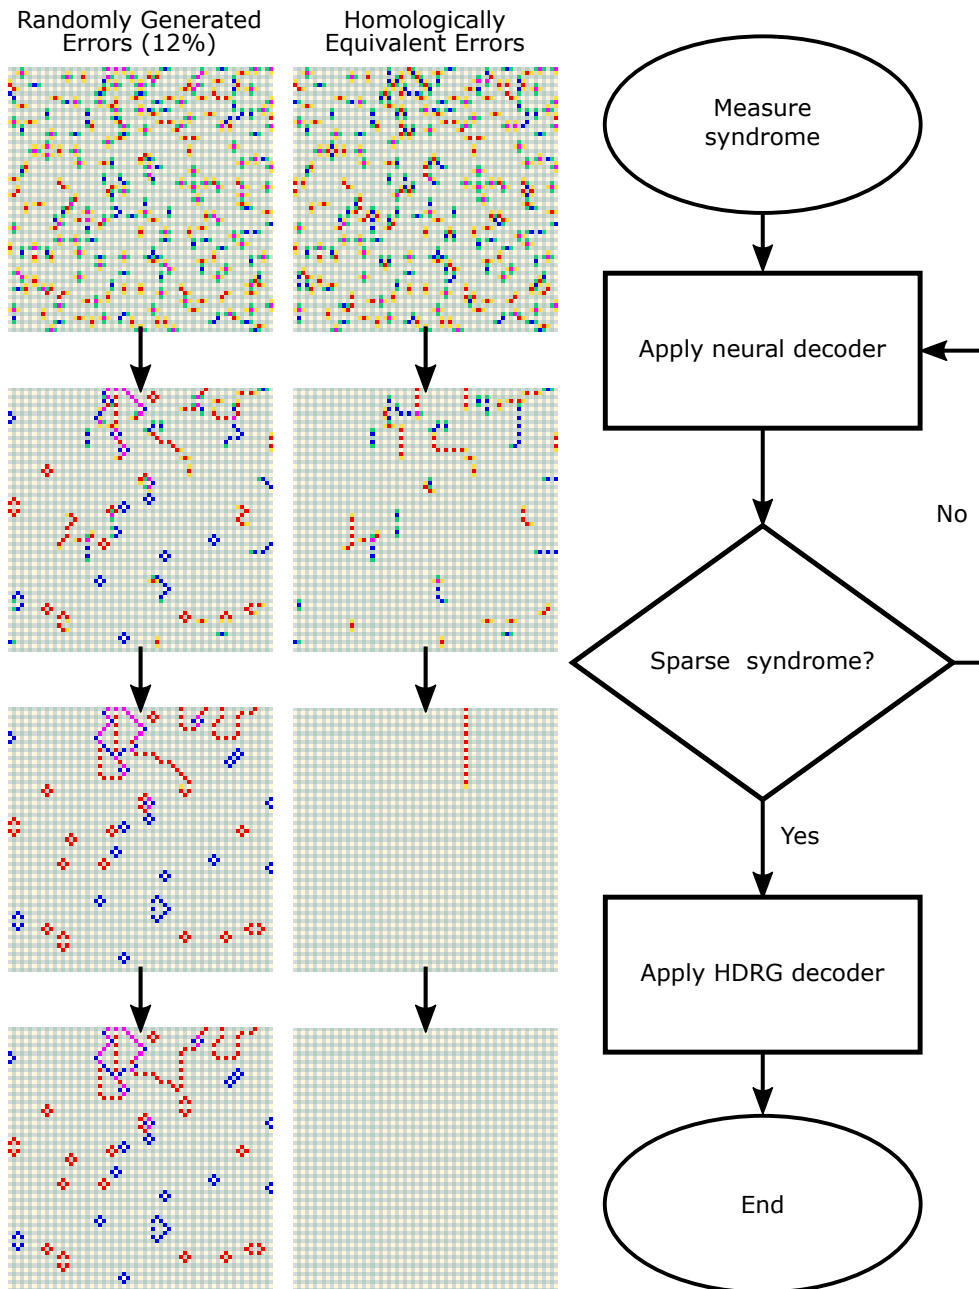 Randomly Generated
Errors (12%)
Homologically
Equivalent Errors
Measure
syndrome
Apply neural decoder
No
Sparse syndrome?
Yes
Apply HDRG decoder
End